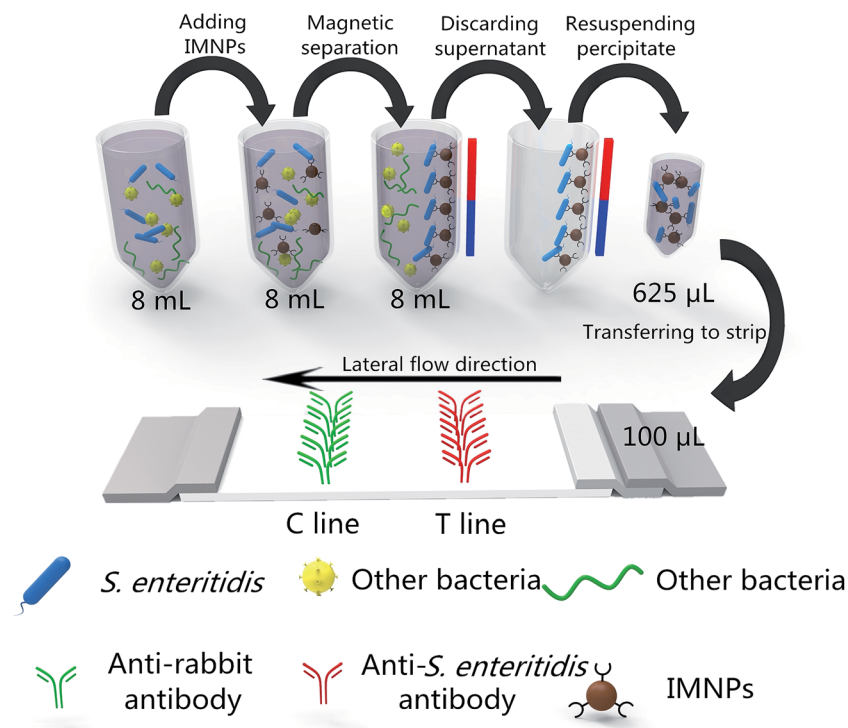 Adding
IMNPs
Magnetic
separation
Discarding
supernatant
Resuspending
percipitate
8 mL
8 mL
8 mL
625 µL
Transferring to strip
Lateral flow direction
100 µL
C line
T line
S. enteritidis
Other bacteria
Other bacteria
Anti-rabbit
antibody
Anti-S. enteritidis
antibody
IMNPs